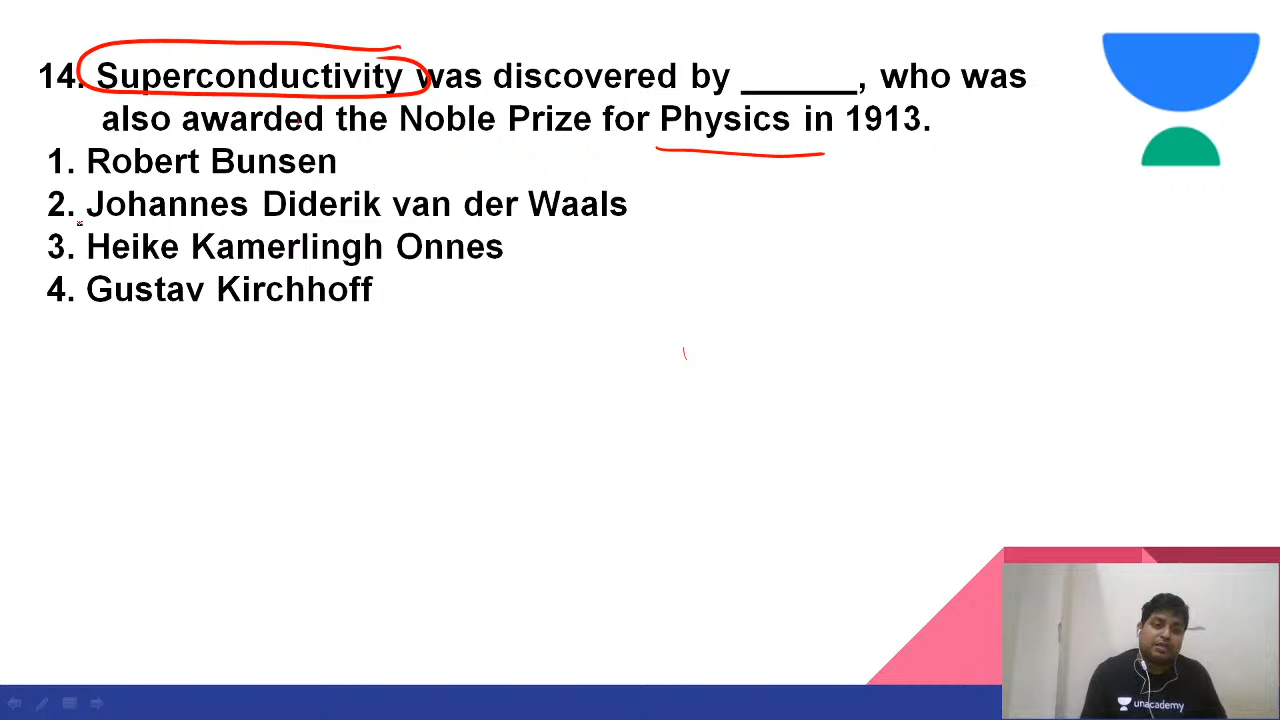 14. Superconductivity was discovered by ______, who was
also awarded the Noble Prize for Physics in 1913.
1. Robert Bunsen
2. Johannes Diderik van der Waals
3. Heike Kamerlingh Onnes
4. Gustav Kirchhoff
unacademy